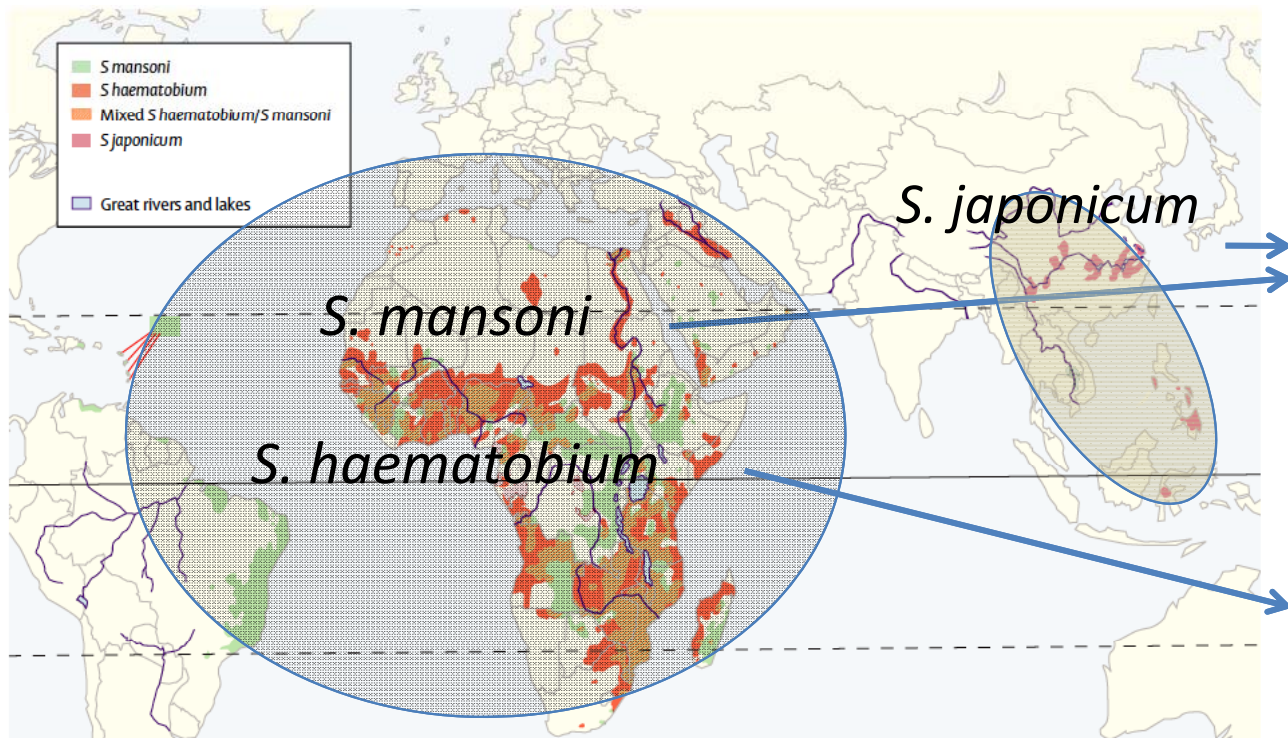 S mansoni
S haematobium
Mixed S haematobium/S mansoni
S japonicum
Great rivers and lakes
S. japonicum
S. mansoni
S. haematobium